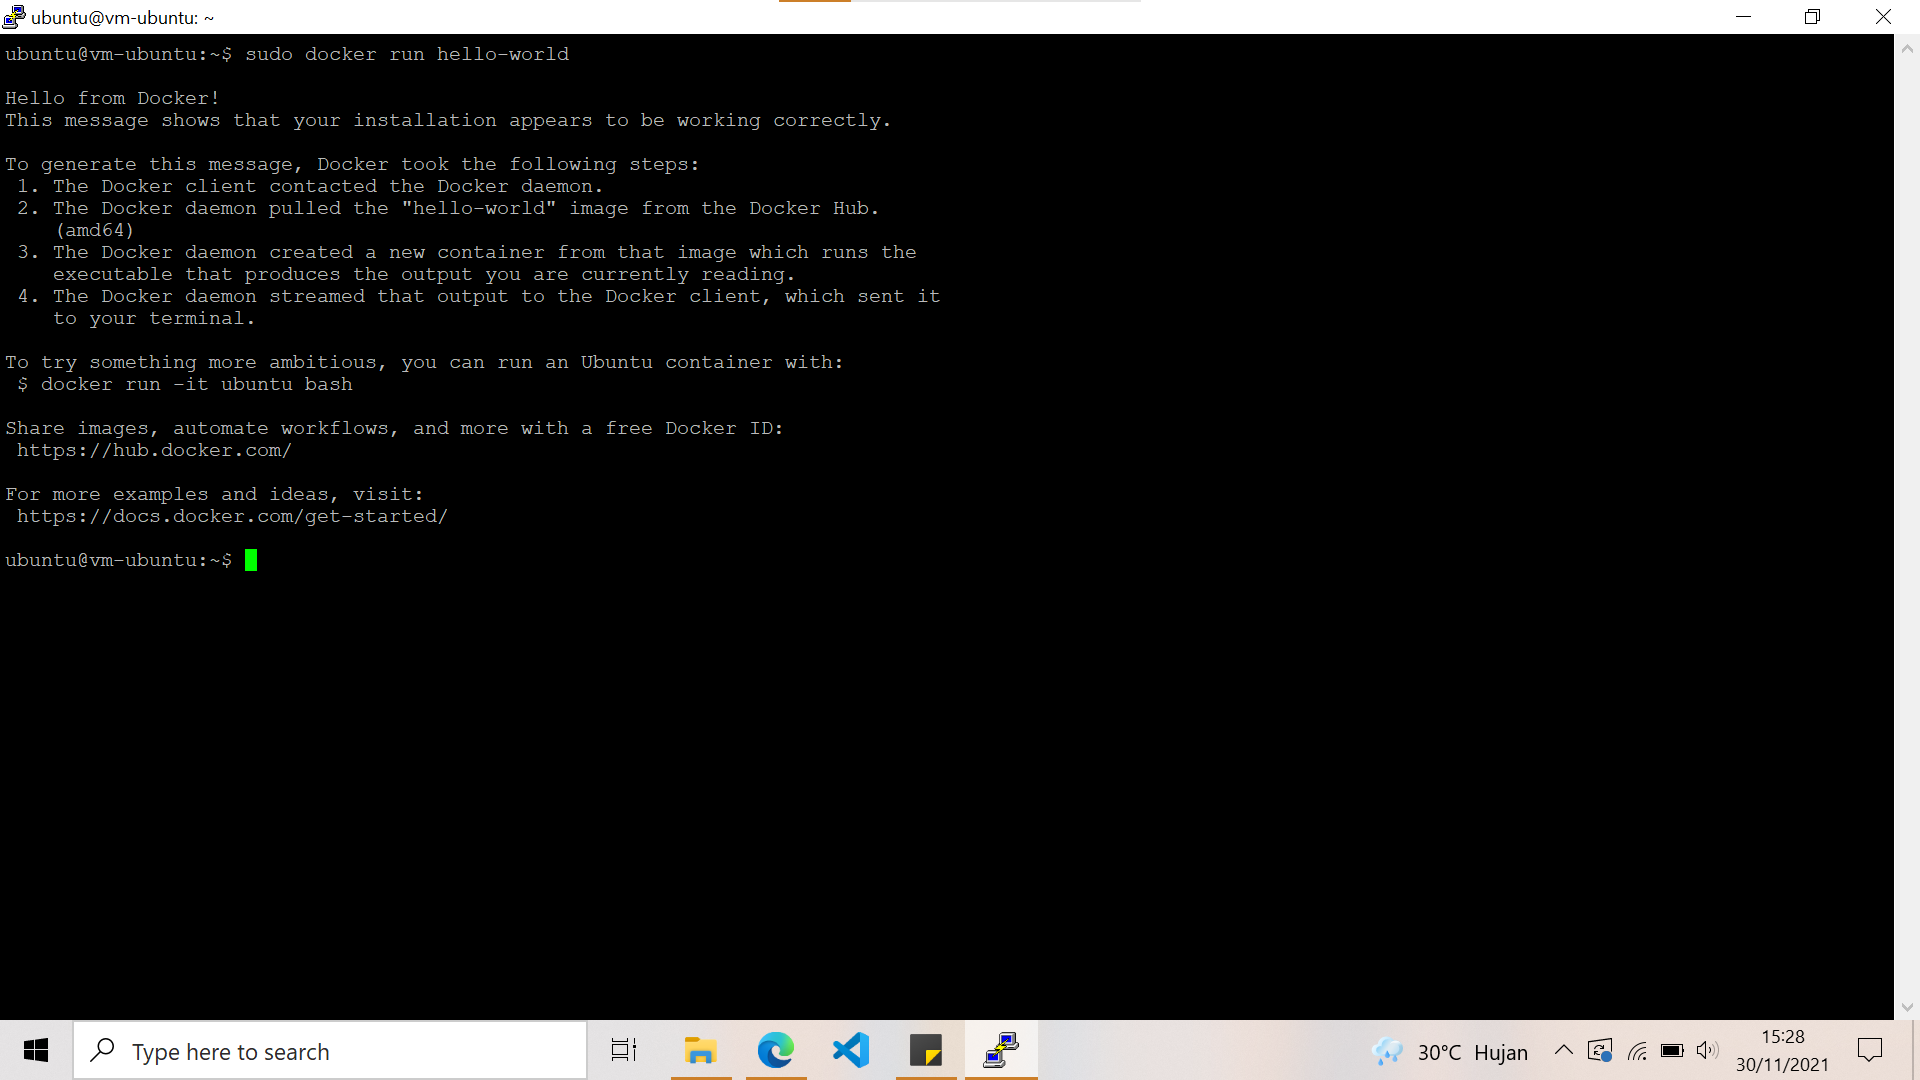 ubuntu@vm-ubuntu: ~
ubuntu@vm-ubuntu:~$ sudo docker run hello-world
Hello from Docker!
This message shows that your installation appears to be working correctly.
To generate this message, Docker took the following steps:
1. The Docker client contacted the Docker daemon.
2. The Docker daemon pulled the "hello-world" image from the Docker Hub.
(amd64)
3. The Docker daemon created a new container from that image which runs the
executable that produces the output you are currently reading.
4. The Docker daemon streamed that output to the Docker client, which sent it
to your terminal.
To try something more ambitious, you can run an Ubuntu container with:
$ docker run -it ubuntu bash
Share images, automate workflows, and more with a free Docker ID:
https://hub.docker.com/
For more examples and ideas, visit:
https://docs.docker.com/get-started/
ubuntu@vm-ubuntu:~$
Type here to search
30°C Hujan
15:28
30/11/2021